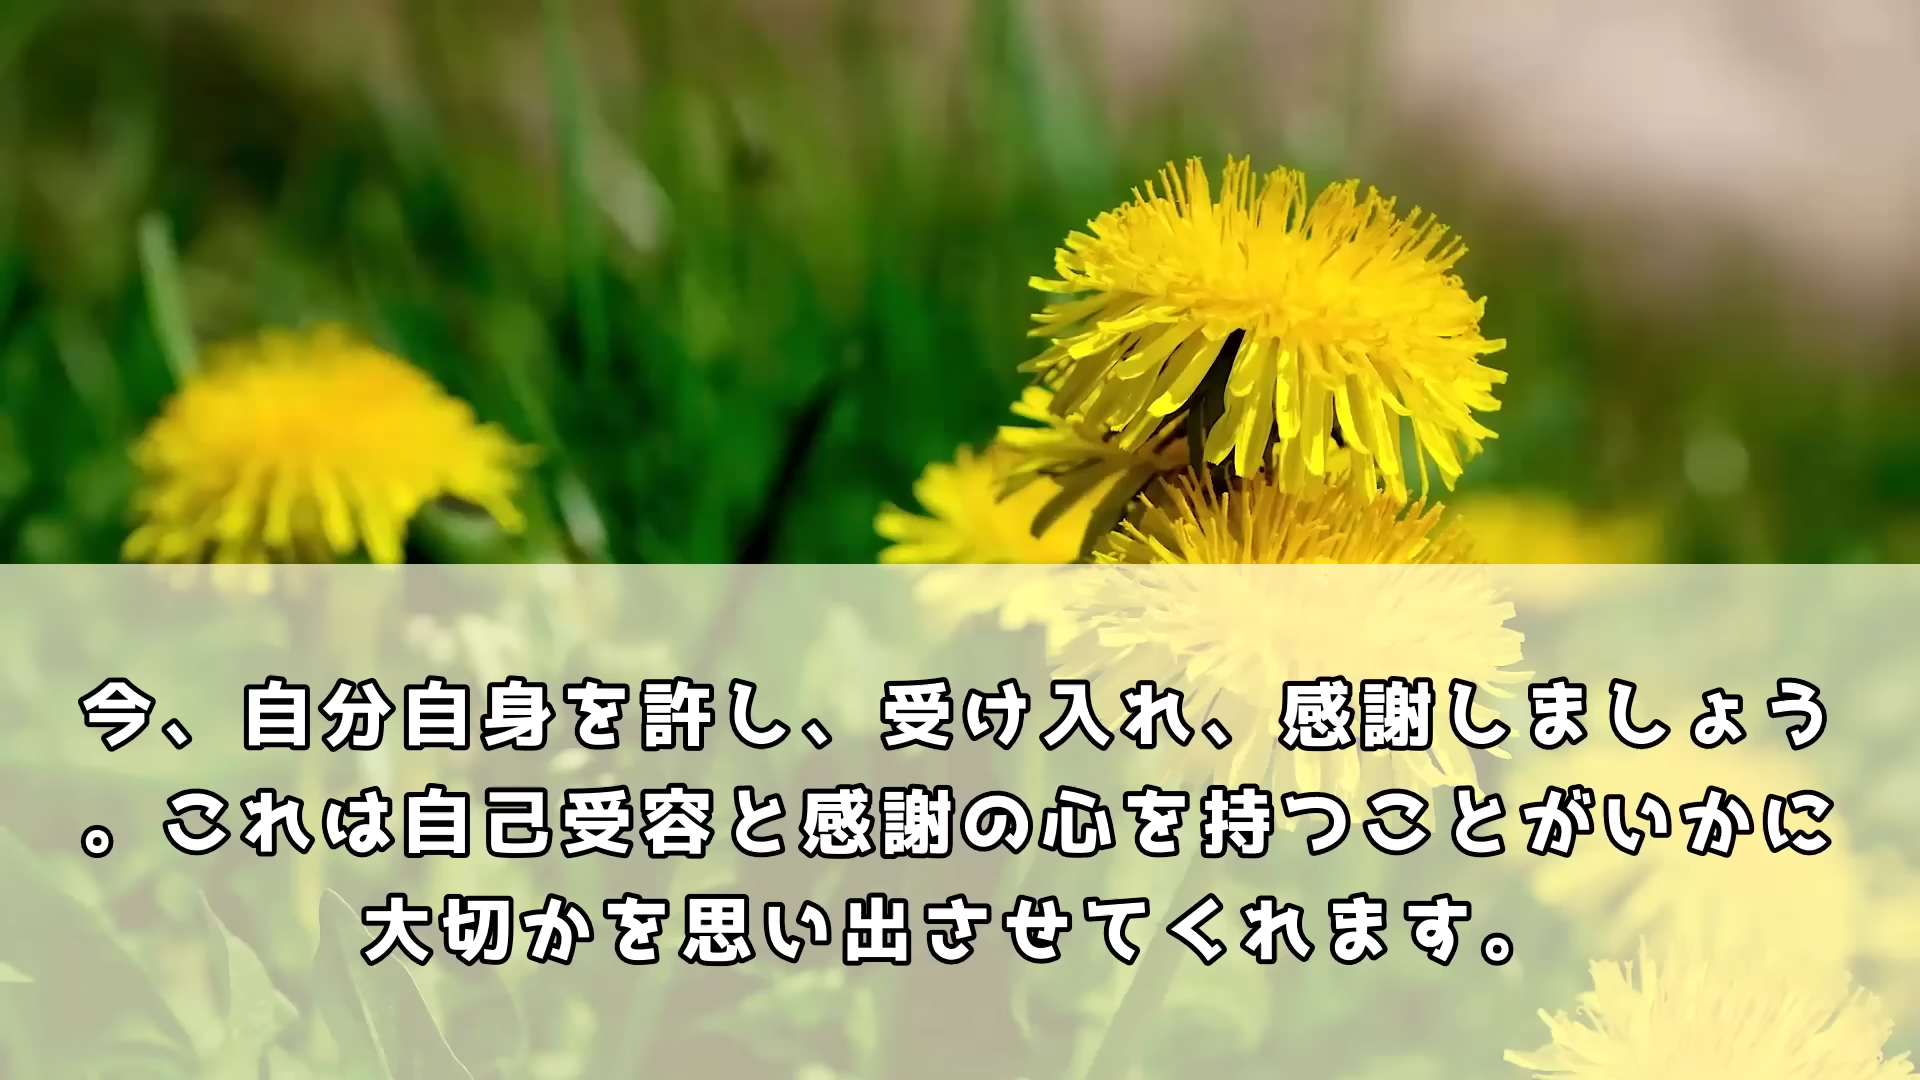 今、自分自身を許し、受け入れ、感謝しましょう
。これは自己受容と感謝の心を持つことがいかに
大切かを思い出させてくれます。